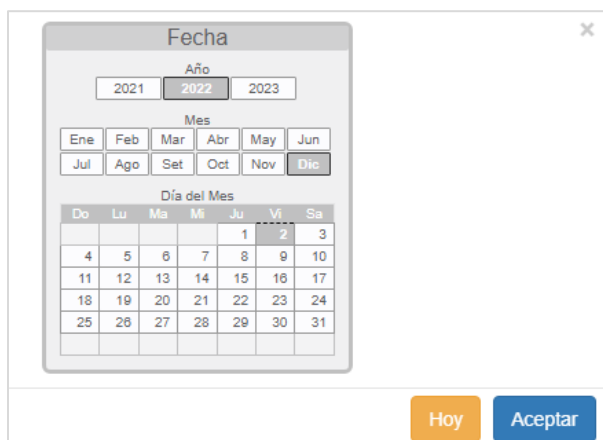 Fecha
×
Año
2021 2022 2023
Mes
Ene Feb Mar Abr May Jun
Jul Ago Set Oct Nov Dic
Día del Mes
Do Lu Ma Mi Ju Vi Sa
1 2 3
4 5 6 7 8 9 10
11 12 13 14 15 16 17
18 19 20 21 22 23 24
25 26 27 28 29 30 31
Hoy Aceptar